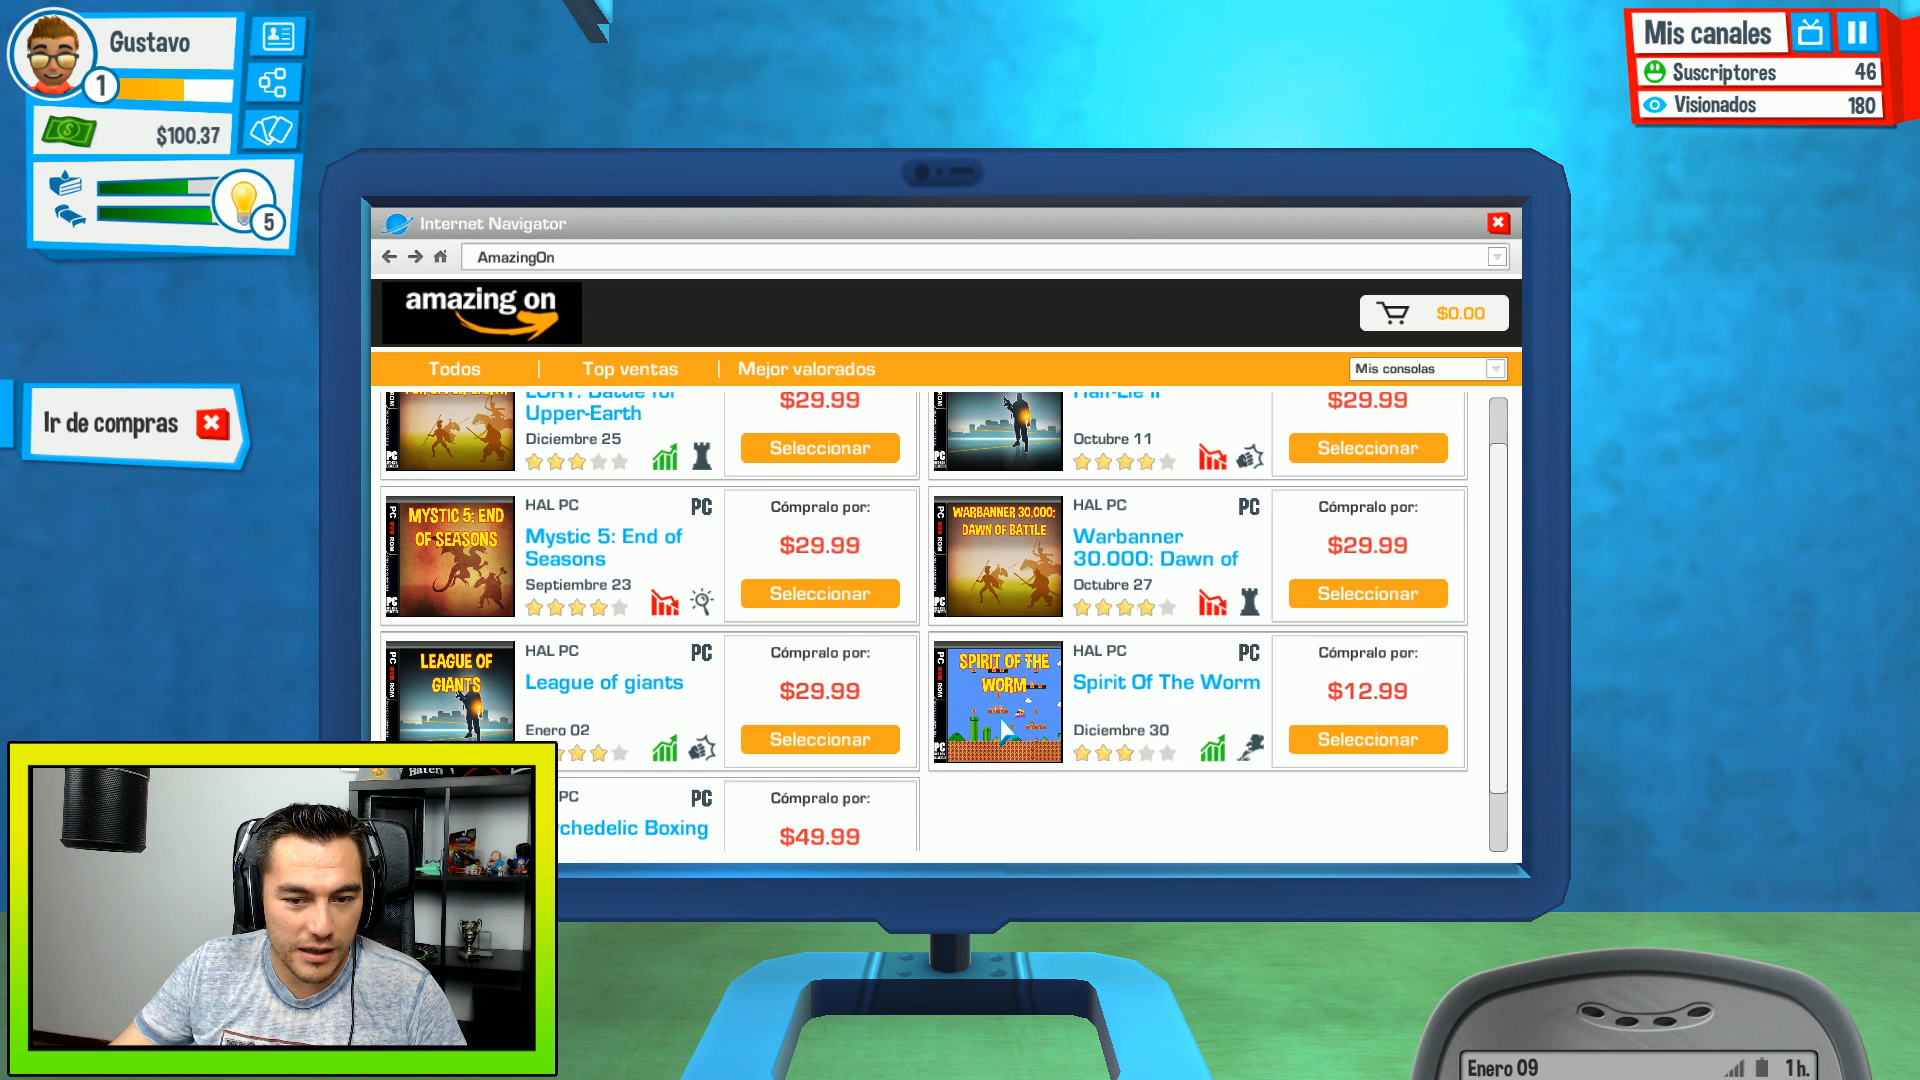 Gustavo
1
$100.37
5
Mis canales
Suscriptores 46
Visionados 180
Ir de compras
Internet Navigator
AmazingOn
amazing on
$0.00
Todos | Top ventas | Mejor valorados
Mis consolas
Upper-Earth
Diciembre 25
$29.99
Seleccionar
Octubre 11
$29.99
Seleccionar
MYSTIC 5: END
OF SEASONS
HAL PC PC
Mystic 5: End of
Seasons
Septiembre 23
Cómpralo por:
$29.99
Seleccionar
WARBANNER 30.000:
DAWN OF BATTLE
HAL PC PC
Warbanner
30.000: Dawn of
Octubre 27
Cómpralo por:
$29.99
Seleccionar
LEAGUE OF
GIANTS
HAL PC PC
League of giants
Enero 02
Cómpralo por:
$29.99
Seleccionar
SPIRIT OF THE
WORM
HAL PC PC
Spirit Of The Worm
Diciembre 30
Cómpralo por:
$12.99
Seleccionar
PC PC
chedelic Boxing
Cómpralo por:
$49.99
Enero 09 1 h.